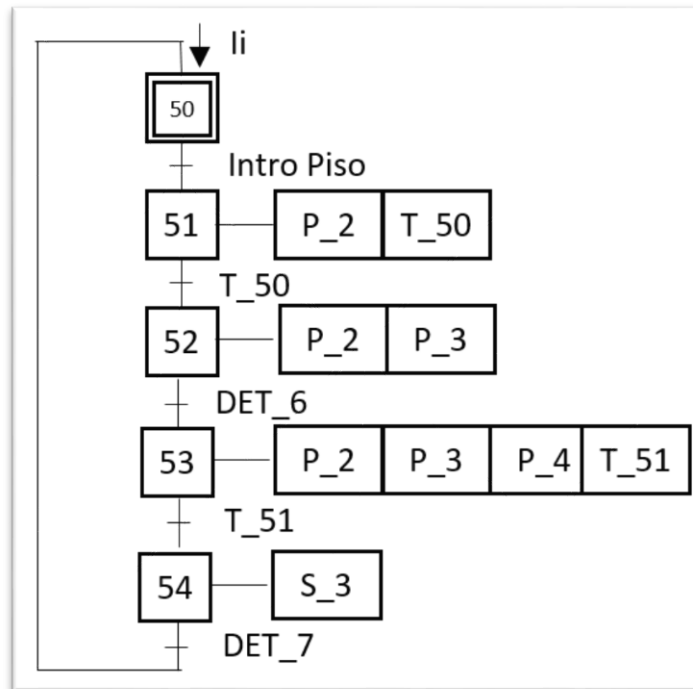 Ii
50
Intro Piso
51 P_2 T_50
T_50
52 P_2 P_3
DET_6
53 P_2 P_3 P_4 T_51
T_51
54 S_3
DET_7